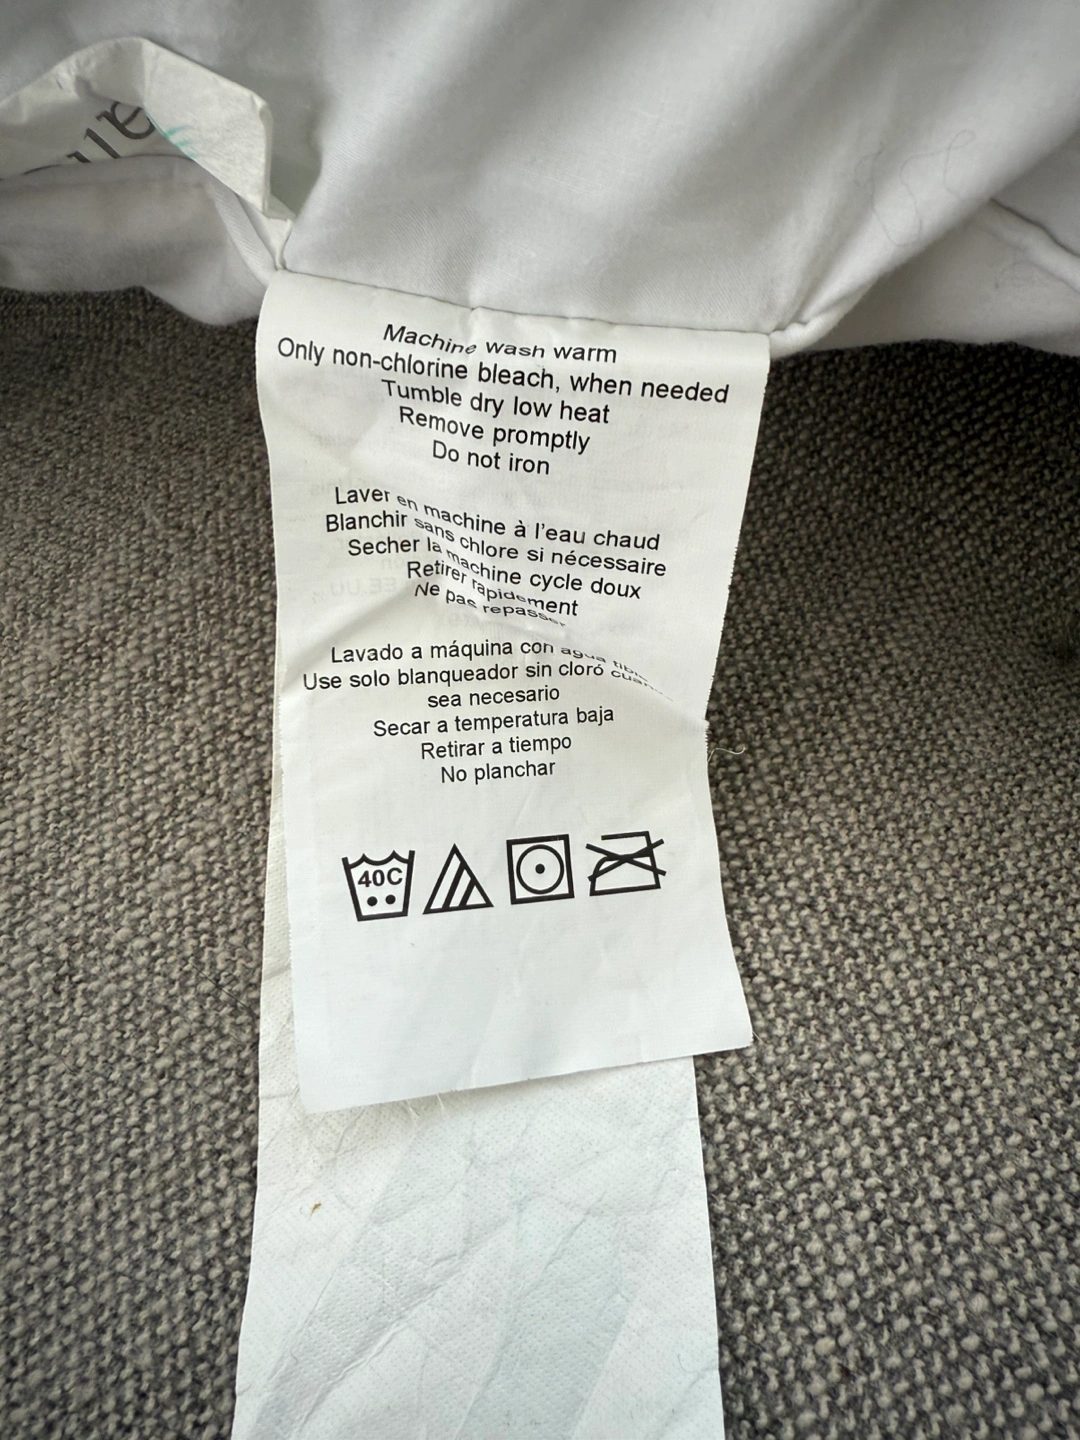 Machine wash warm
Only non-chlorine bleach, when needed
Tumble dry low heat
Remove promptly
Do not iron
Laver en machine à l'eau chaud
Blanchir sans chlore si nécessaire
Secher la machine cycle doux
Retirer rapidement
Ne pas repasser
Lavado a máquina con agua
Use solo blanqueador sin cloró
sea necesario
Secar a temperatura baja
Retirar a tiempo
No planchar
40C